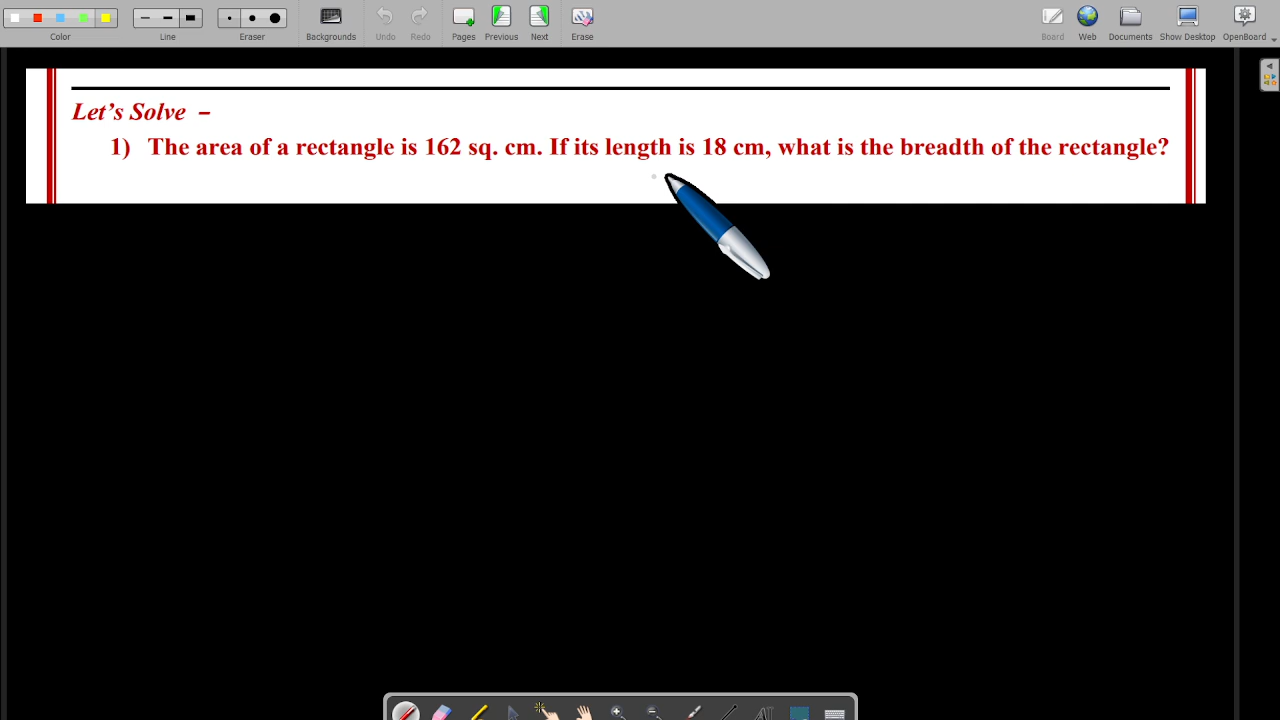 Color Line Eraser Backgrounds Undo Redo Pages Previous Next Erase Board Web Documents Show Desktop OpenBoard
Let's Solve –
1) The area of a rectangle is 162 sq. cm. If its length is 18 cm, what is the breadth of the rectangle?